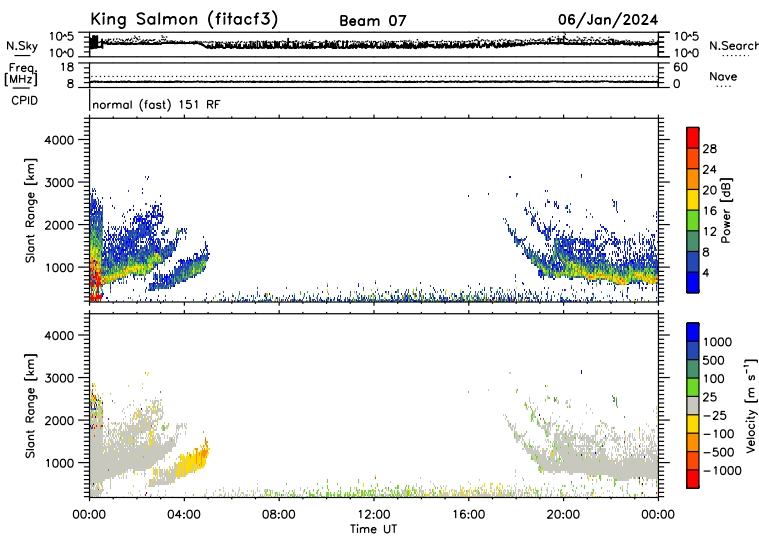 King Salmon (fitacf3) Beam 07 06/Jan/2024
N.Sky 10^5 10^0 10^5 10^0 N.Search
Freq. [MHz] 18 8 60 0 Nave
CPID normal (fast) 151 RF
Slant Range [km] 4000 3000 2000 1000
28 24 20 16 12 8 4 Power [dB]
Slant Range [km] 4000 3000 2000 1000
1000 500 100 25 -25 -100 -500 -1000 Velocity [m s⁻¹]
00:00 04:00 08:00 12:00 16:00 20:00 00:00
Time UT